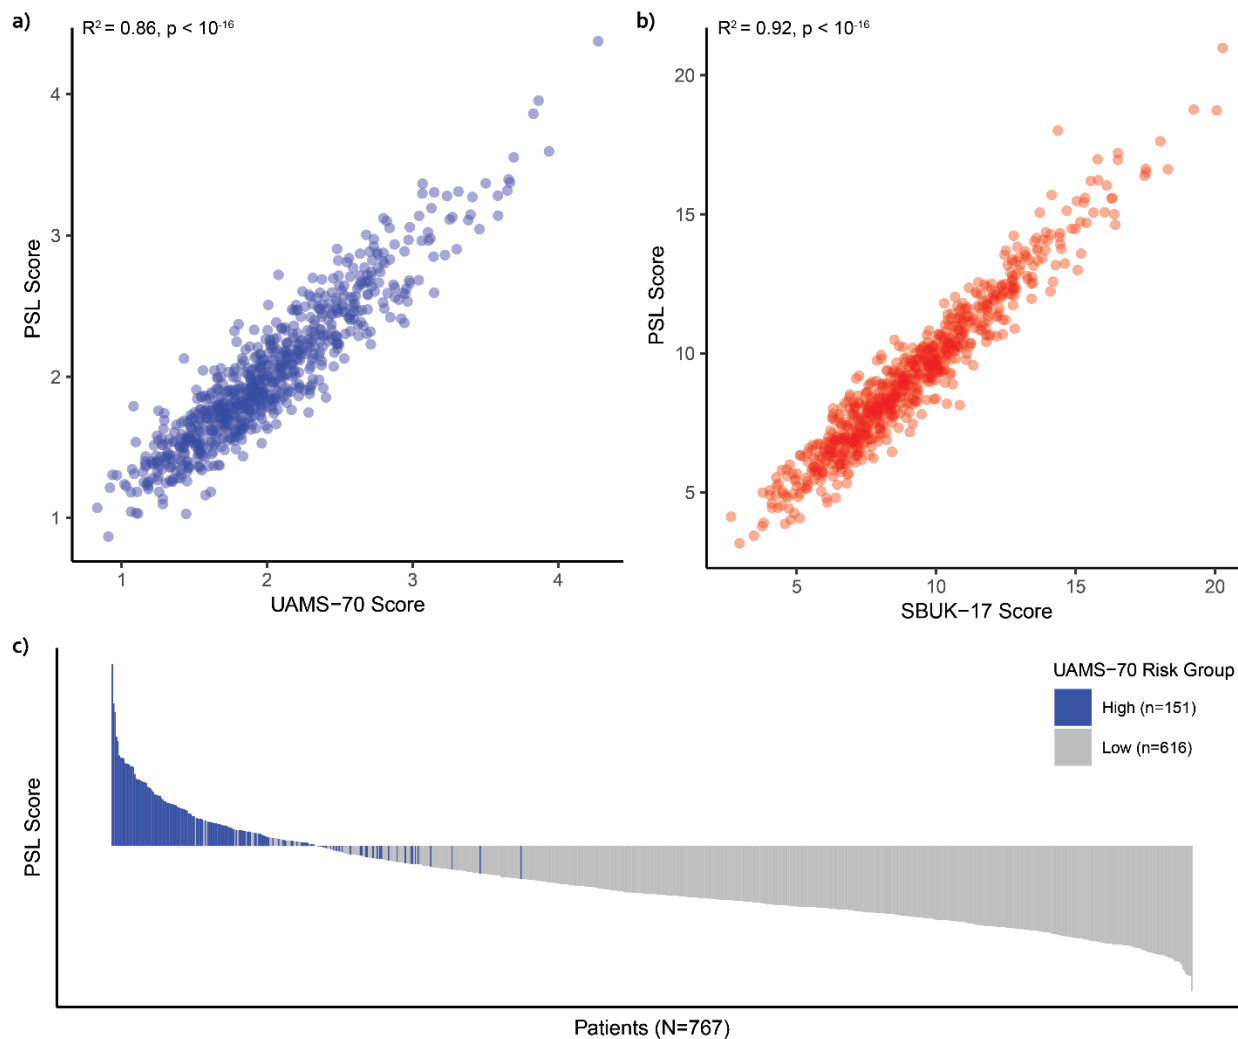 a)
R² = 0.86, p < 10⁻¹⁶
PSL Score
4
3
2
1
1 2 3 4
UAMS−70 Score
b)
R² = 0.92, p < 10⁻¹⁶
PSL Score
20
15
10
5
5 10 15 20
SBUK−17 Score
c)
PSL Score
UAMS−70 Risk Group
High (n=151)
Low (n=616)
Patients (N=767)